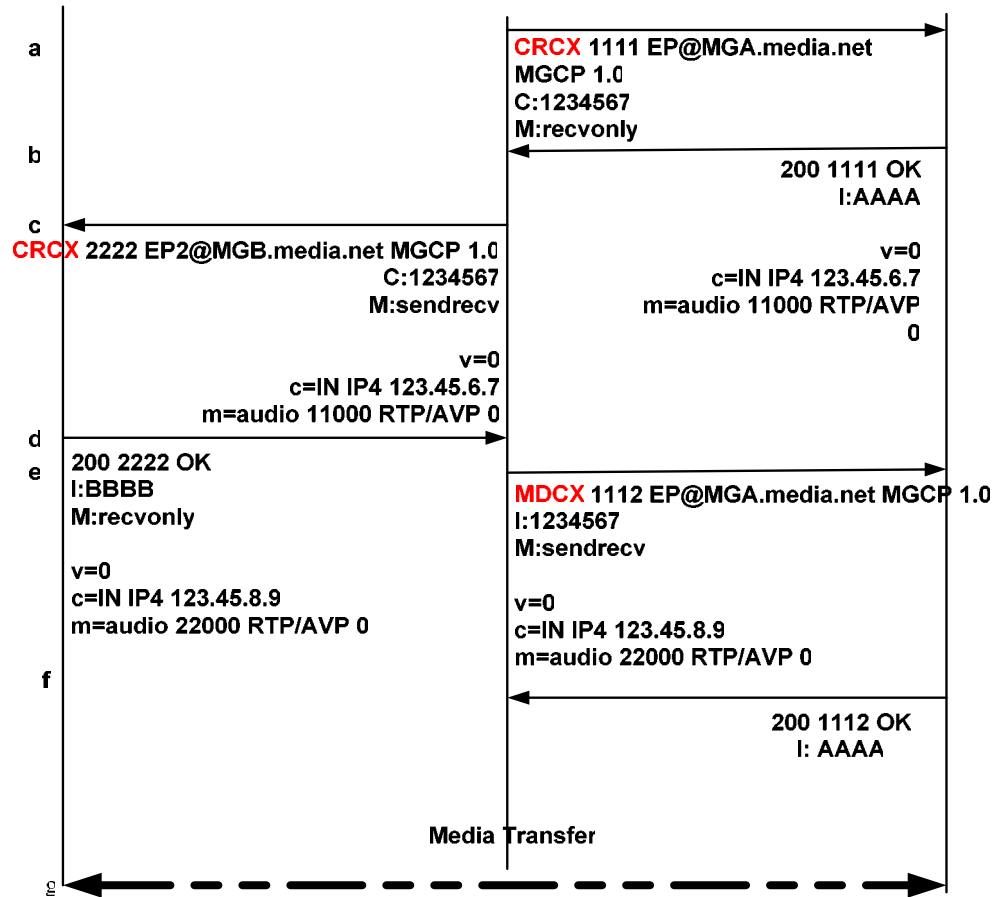 a
CRCX 1111 EP@MGA.media.net
MGCP 1.0
C:1234567
M:recvonly
b
200 1111 OK
I:AAAA
v=0
c=IN IP4 123.45.6.7
m=audio 11000 RTP/AVP
0
c
CRCX 2222 EP2@MGB.media.net MGCP 1.0
C:1234567
M:sendrecv
v=0
c=IN IP4 123.45.6.7
m=audio 11000 RTP/AVP 0
d
200 2222 OK
I:BBBB
M:recvonly
v=0
c=IN IP4 123.45.8.9
m=audio 22000 RTP/AVP 0
e
MDCX 1112 EP@MGA.media.net MGCP 1.0
I:1234567
M:sendrecv
v=0
c=IN IP4 123.45.8.9
m=audio 22000 RTP/AVP 0
f
200 1112 OK
I: AAAA
Media Transfer
g